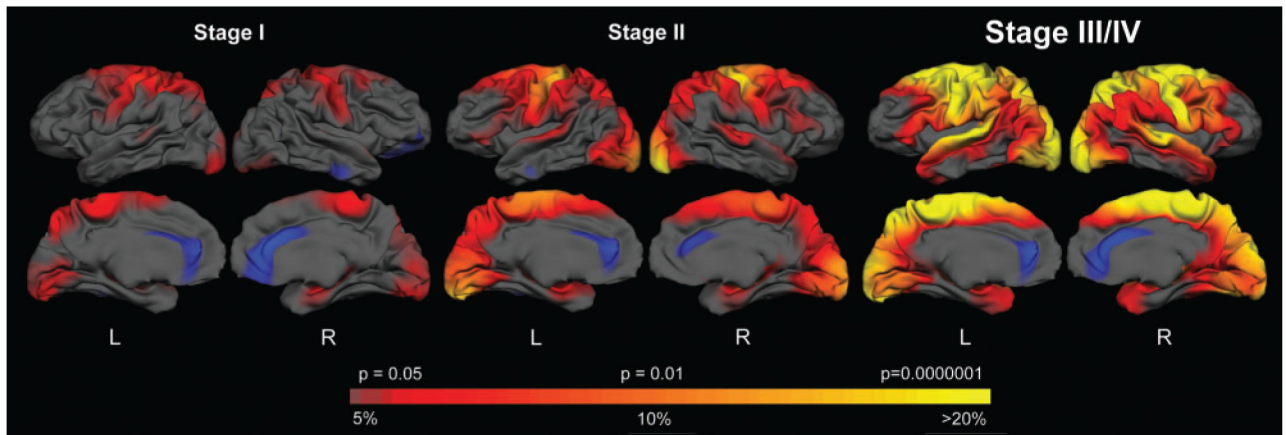 Stage I
Stage II
Stage III/IV
L
R
L
R
L
R
p = 0.05
p = 0.01
p=0.0000001
5%
10%
>20%